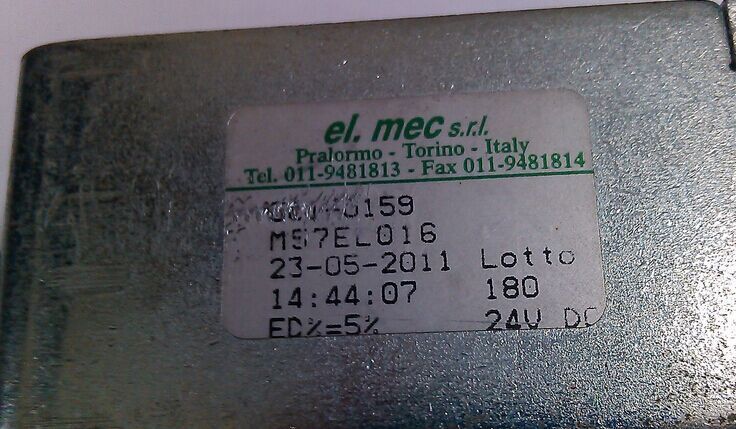 el. mec s.r.l.
Pralormo - Torino - Italy
Tel. 011-9481813 - Fax 011-9481814
MS7EL016
23-05-2011 Lotto
14:44:07 180
ED%=5% 24V DC